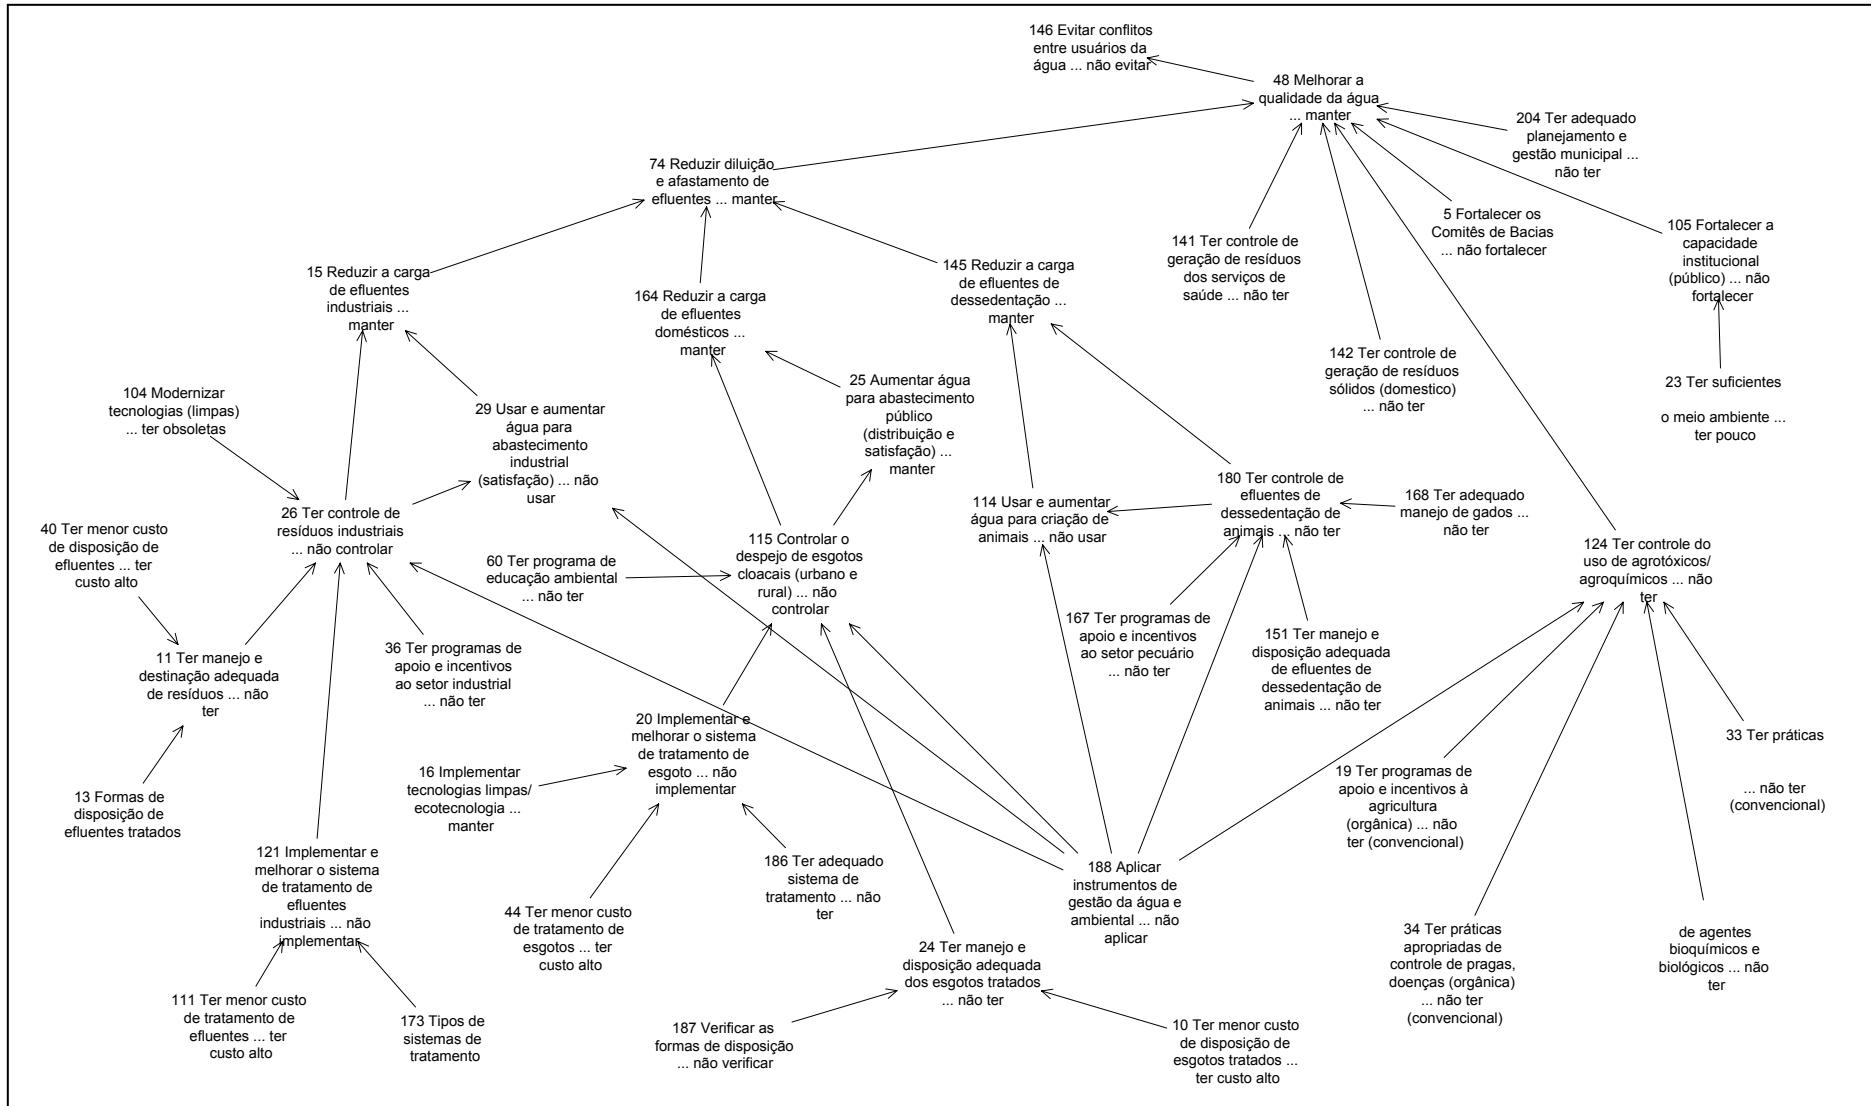 146 Evitar conflitos
entre usuários da
água ... não evitar
48 Melhorar a
qualidade da água
... manter
204 Ter adequado
planejamento e
gestão municipal ...
não ter
74 Reduzir diluição
e afastamento de
efluentes ... manter
5 Fortalecer os
Comitês de Bacias
... não fortalecer
105 Fortalecer a
capacidade
institucional
(público) ... não
fortalecer
141 Ter controle de
geração de resíduos
dos serviços de
saúde ... não ter
15 Reduzir a carga
de efluentes
industriais ...
manter
164 Reduzir a carga
de efluentes
domésticos ...
manter
145 Reduzir a carga
de efluentes de
dessedentação ...
manter
142 Ter controle de
geração de resíduos
sólidos (domestico)
... não ter
23 Ter suficientes
o meio ambiente ...
ter pouco
104 Modernizar
tecnologias (limpas)
... ter obsoletas
29 Usar e aumentar
água para
abastecimento
industrial
(satisfação) ... não
usar
25 Aumentar água
para abastecimento
público
(distribuição e
satisfação) ...
manter
180 Ter controle de
efluentes de
dessedentação de
animais ... não ter
168 Ter adequado
manejo de gados ...
não ter
114 Usar e aumentar
água para criação de
animais ... não usar
26 Ter controle de
resíduos industriais
... não controlar
40 Ter menor custo
de disposição de
efluentes ... ter
custo alto
115 Controlar o
despejo de esgotos
cloacais (urbano e
rural) ... não
controlar
60 Ter programa de
educação ambiental
... não ter
124 Ter controle do
uso de agrotóxicos/
agroquímicos ... não
ter
167 Ter programas de
apoio e incentivos
ao setor pecuário
... não ter
151 Ter manejo e
disposição adequada
de efluentes de
dessedentação de
animais ... não ter
11 Ter manejo e
destinação adequada
de resíduos ... não
ter
36 Ter programas de
apoio e incentivos
ao setor industrial
... não ter
20 Implementar e
melhorar o sistema
de tratamento de
esgoto ... não
implementar
33 Ter práticas
... não ter
(convencional)
16 Implementar
tecnologias limpas/
ecotecnologia ...
manter
19 Ter programas de
apoio e incentivos à
agricultura
(orgânica) ... não
ter (convencional)
13 Formas de
disposição de
efluentes tratados
121 Implementar e
melhorar o sistema
de tratamento de
efluentes
industriais ... não
implementar
186 Ter adequado
sistema de
tratamento ... não
ter
188 Aplicar
instrumentos de
gestão da água e
ambiental ... não
aplicar
44 Ter menor custo
de tratamento de
esgotos ... ter
custo alto
24 Ter manejo e
disposição adequada
dos esgotos tratados
... não ter
34 Ter práticas
apropriadas de
controle de pragas,
doenças (orgânica)
... não ter
(convencional)
de agentes
bioquímicos e
biológicos ... não
ter
111 Ter menor custo
de tratamento de
efluentes ... ter
custo alto
173 Tipos de
sistemas de
tratamento
187 Verificar as
formas de disposição
... não verificar
10 Ter menor custo
de disposição de
esgotos tratados ...
ter custo alto